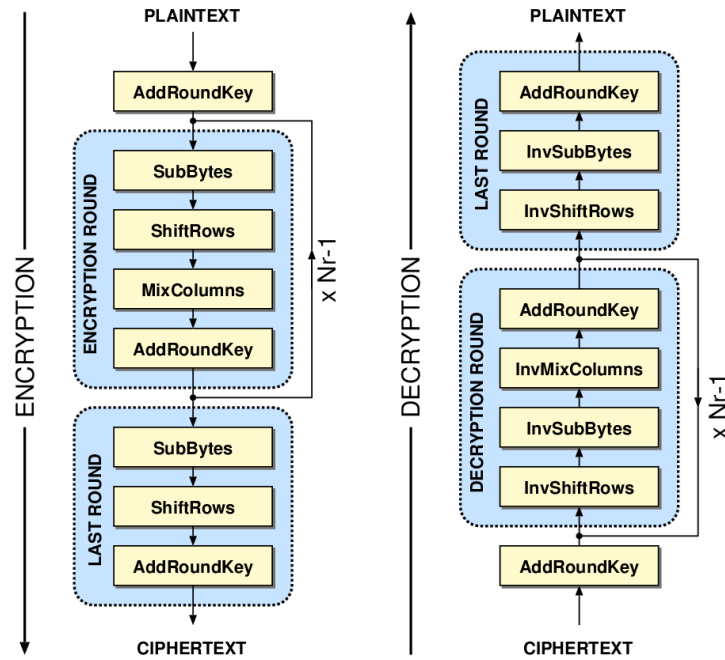 PLAINTEXT
AddRoundKey
ENCRYPTION ROUND
SubBytes
ShiftRows
MixColumns
AddRoundKey
x Nr-1
ENCRYPTION
LAST ROUND
SubBytes
ShiftRows
AddRoundKey
CIPHERTEXT
PLAINTEXT
LAST ROUND
AddRoundKey
InvSubBytes
InvShiftRows
DECRYPTION
DECRYPTION ROUND
AddRoundKey
InvMixColumns
InvSubBytes
InvShiftRows
x Nr-1
AddRoundKey
CIPHERTEXT